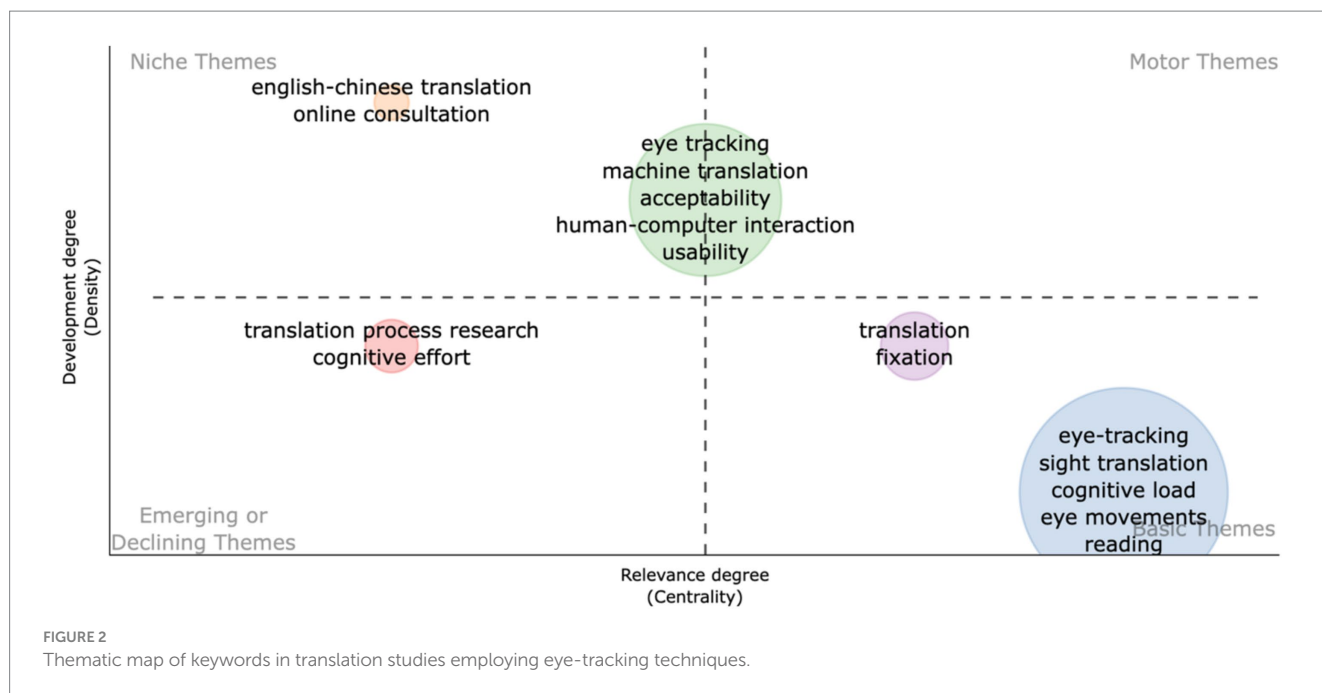 Niche Themes
Motor Themes
english-chinese translation
online consultation
eye tracking
machine translation
acceptability
human-computer interaction
usability
Development degree
(Density)
translation process research
cognitive effort
translation
fixation
eye-tracking
sight translation
cognitive load
eye movements
reading
Emerging or
Declining Themes
Basic Themes
Relevance degree
(Centrality)
FIGURE 2
Thematic map of keywords in translation studies employing eye-tracking techniques.